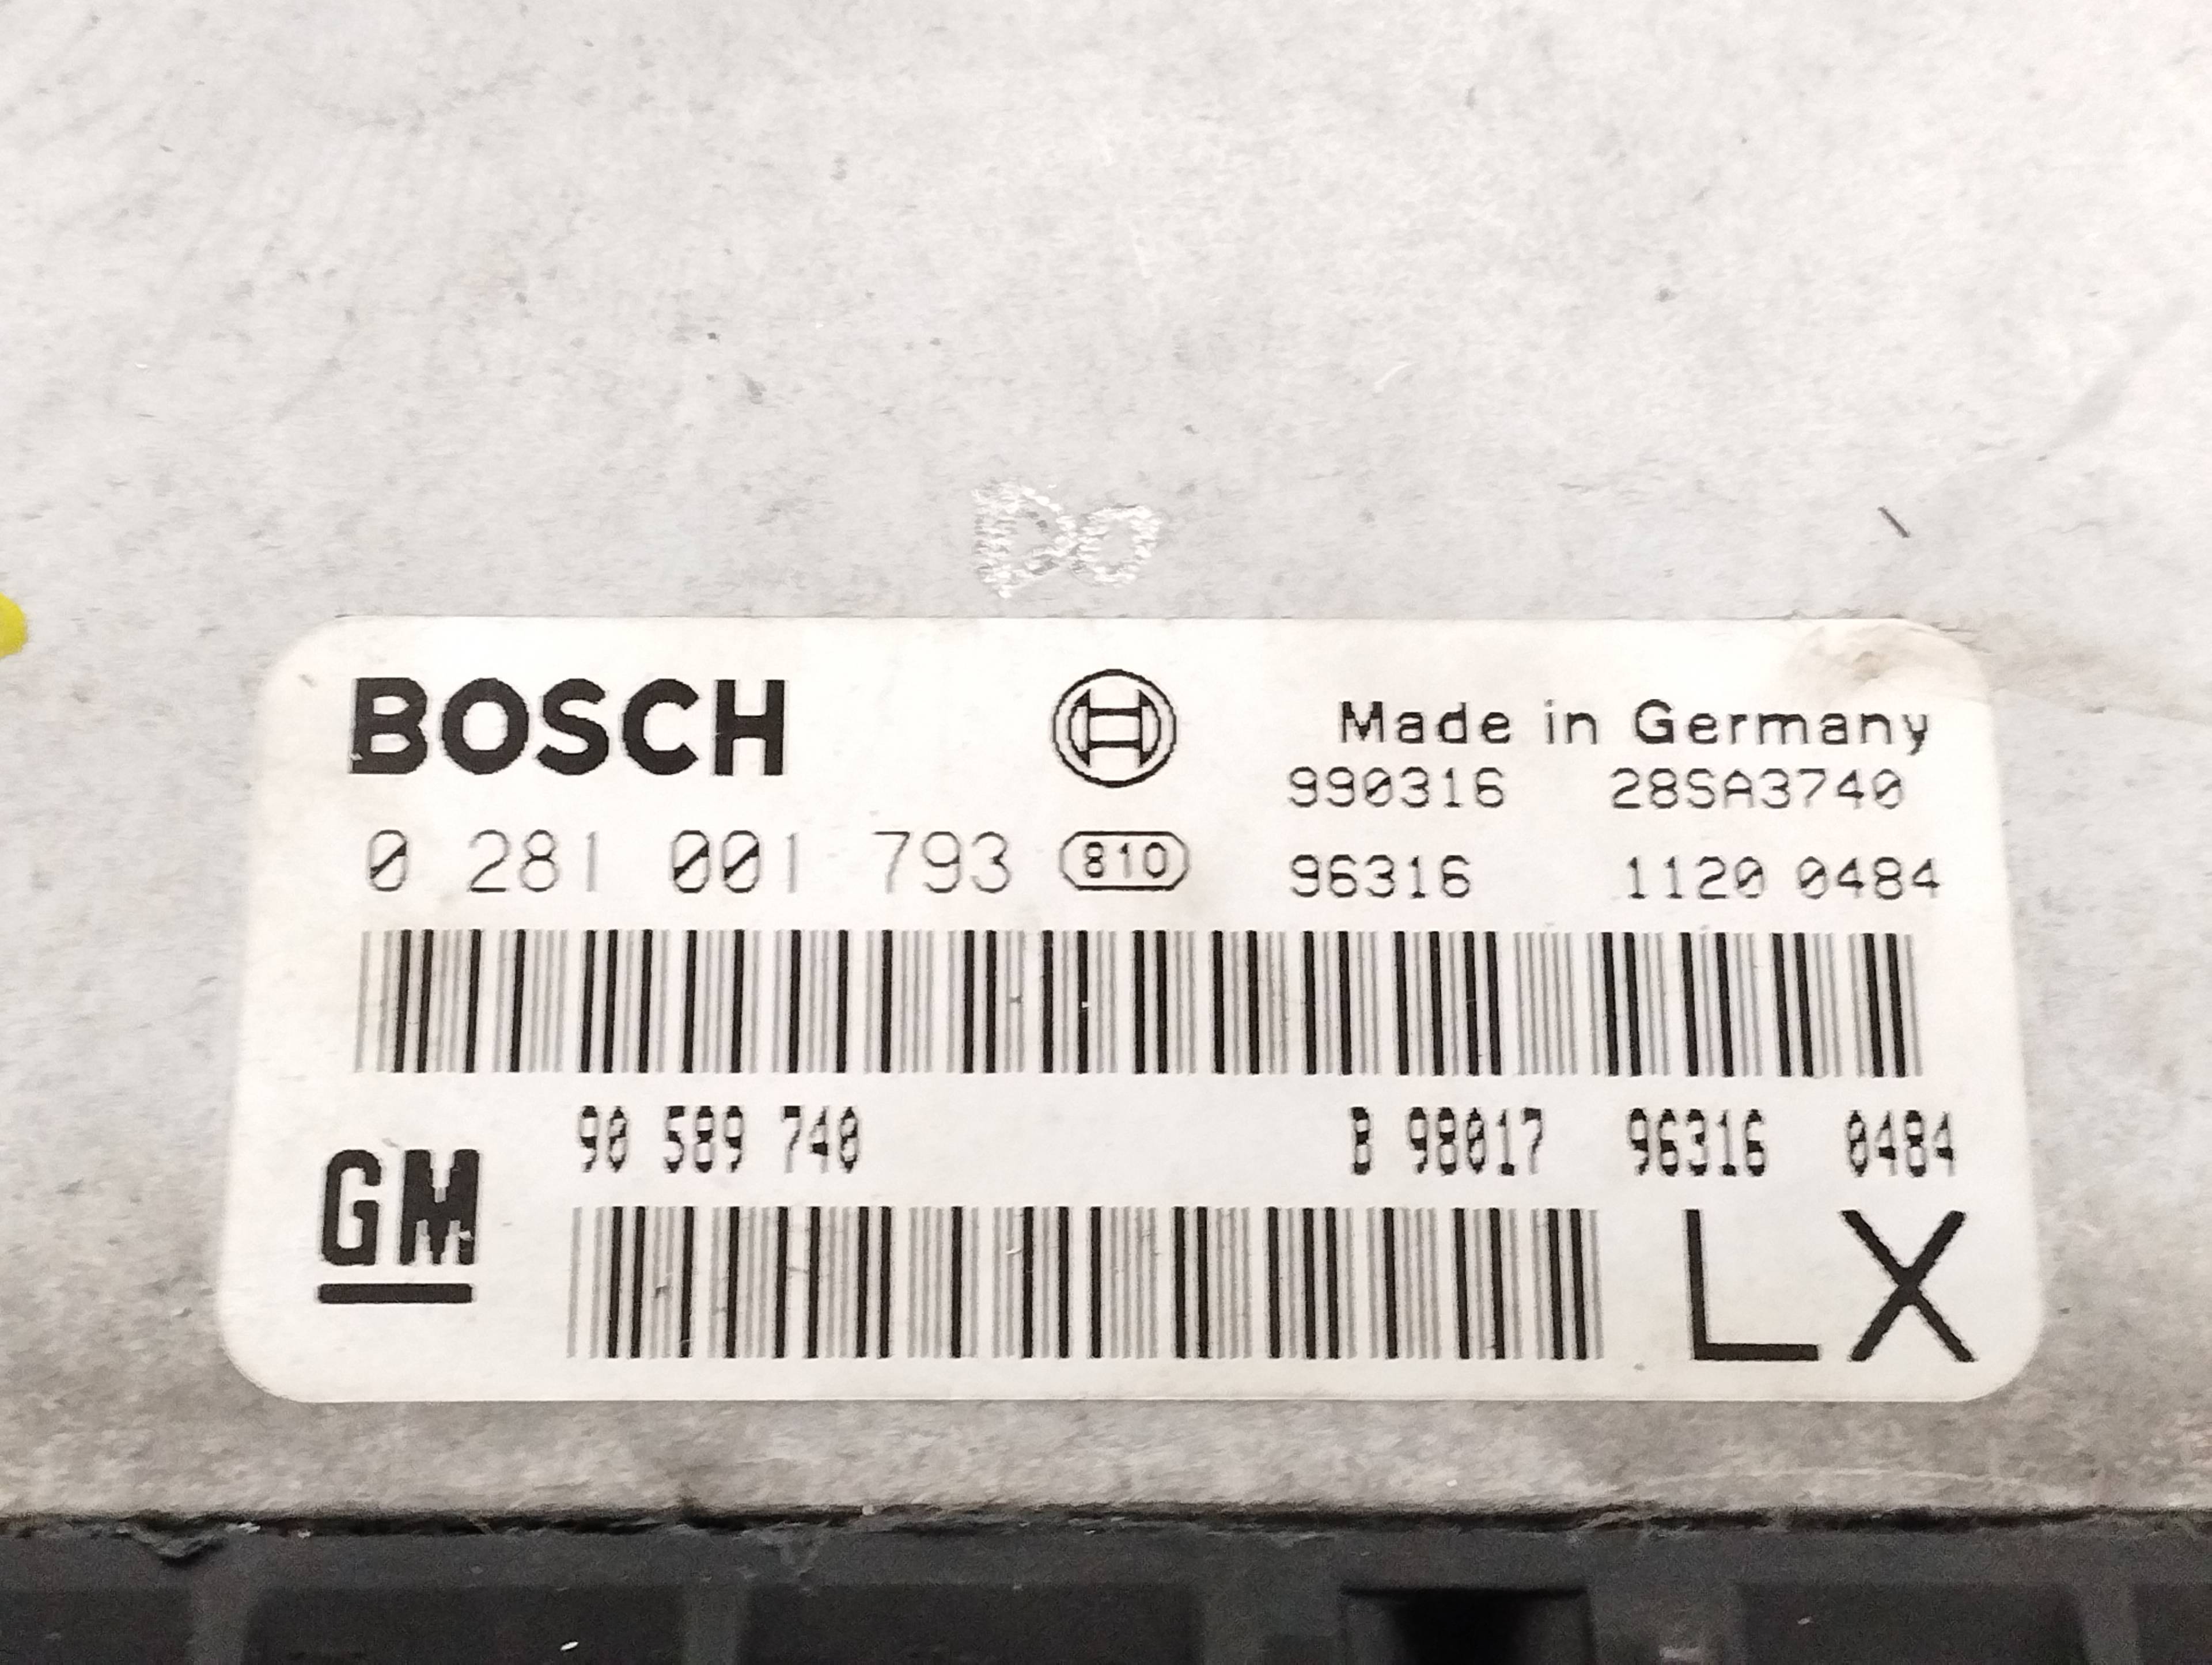 Do
BOSCH Made in Germany
990316 28SA3740
0 281 001 793 810 96316 1120 0484
90 589 740 B 98017 96316 0484
GM LX